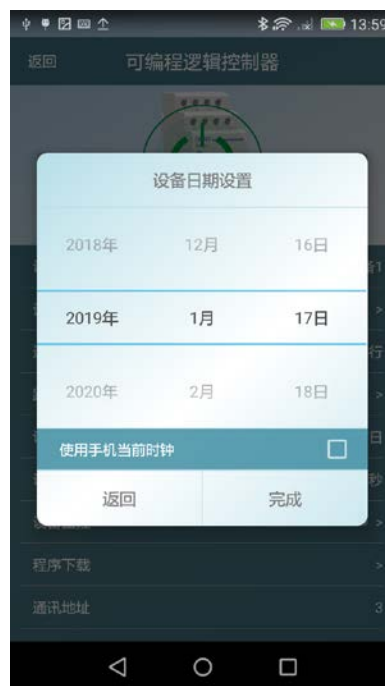 13:59
返回 可编程逻辑控制器
设备日期设置
2018年 12月 16日
2019年 1月 17日
2020年 2月 18日
使用手机当前时钟
返回 完成
程序下载 >
通讯地址 3